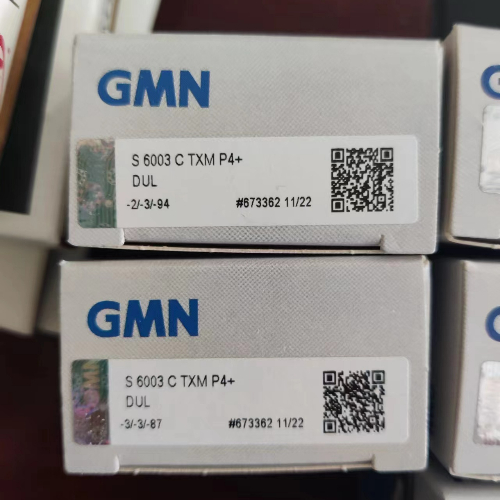 GMN
S 6003 C TXM P4+
DUL
-2/-3/-94 #673362 11/22
GMN
S 6003 C TXM P4+
DUL
-3/-3/-87 #673362 11/22
GMN